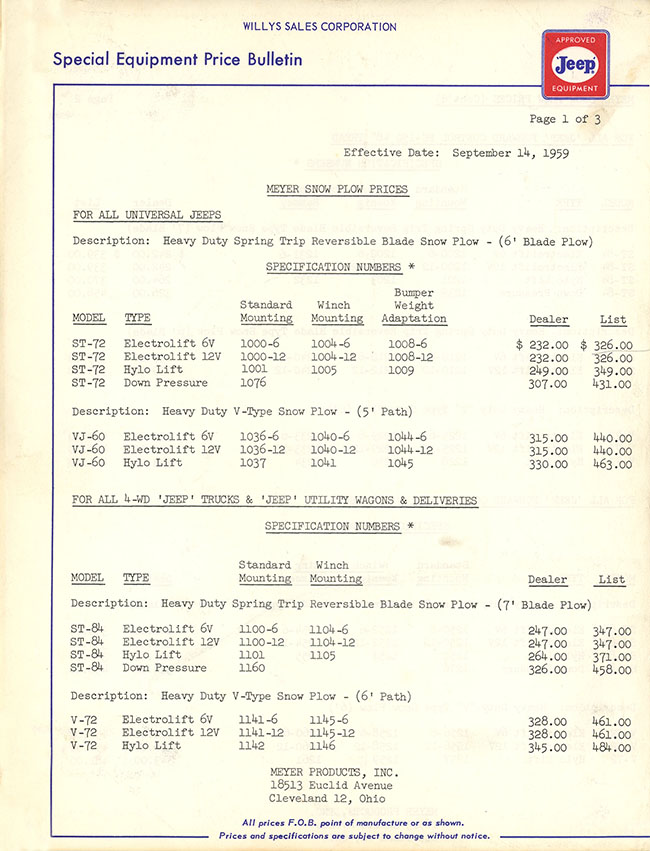 WILLYS SALES CORPORATION
Special Equipment Price Bulletin
APPROVED
'Jeep'
EQUIPMENT
Page 1 of 3
Effective Date: September 14, 1959
MEYER SNOW PLOW PRICES
FOR ALL UNIVERSAL JEEPS
Description: Heavy Duty Spring Trip Reversible Blade Snow Plow - (6' Blade Plow)
SPECIFICATION NUMBERS *
Bumper
Standard Winch Weight
MODEL TYPE Mounting Mounting Adaptation Dealer List
ST-72 Electrolift 6V 1000-6 1004-6 1008-6 $ 232.00 $ 326.00
ST-72 Electrolift 12V 1000-12 1004-12 1008-12 232.00 326.00
ST-72 Hylo Lift 1001 1005 1009 249.00 349.00
ST-72 Down Pressure 1076 307.00 431.00
Description: Heavy Duty V-Type Snow Plow - (5' Path)
VJ-60 Electrolift 6V 1036-6 1040-6 1044-6 315.00 440.00
VJ-60 Electrolift 12V 1036-12 1040-12 1044-12 315.00 440.00
VJ-60 Hylo Lift 1037 1041 1045 330.00 463.00
FOR ALL 4-WD 'JEEP' TRUCKS & 'JEEP' UTILITY WAGONS & DELIVERIES
SPECIFICATION NUMBERS *
Standard Winch
MODEL TYPE Mounting Mounting Dealer List
Description: Heavy Duty Spring Trip Reversible Blade Snow Plow - (7' Blade Plow)
ST-84 Electrolift 6V 1100-6 1104-6 247.00 347.00
ST-84 Electrolift 12V 1100-12 1104-12 247.00 347.00
ST-84 Hylo Lift 1101 1105 264.00 371.00
ST-84 Down Pressure 1160 326.00 458.00
Description: Heavy Duty V-Type Snow Plow - (6' Path)
V-72 Electrolift 6V 1141-6 1145-6 328.00 461.00
V-72 Electrolift 12V 1141-12 1145-12 328.00 461.00
V-72 Hylo Lift 1142 1146 345.00 484.00
MEYER PRODUCTS, INC.
18513 Euclid Avenue
Cleveland 12, Ohio
All prices F.O.B. point of manufacture or as shown.
Prices and specifications are subject to change without notice.